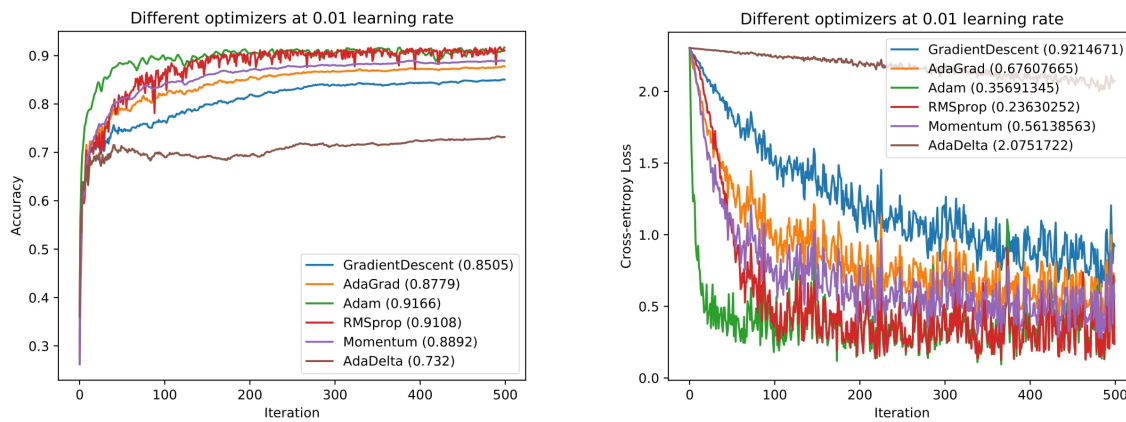 Different optimizers at 0.01 learning rate
0.9
0.8
0.7
0.6
0.5
0.4
0.3
Accuracy
GradientDescent (0.8505)
AdaGrad (0.8779)
Adam (0.9166)
RMSprop (0.9108)
Momentum (0.8892)
AdaDelta (0.732)
0 100 200 300 400 500
Iteration
Different optimizers at 0.01 learning rate
2.0
1.5
1.0
0.5
0.0
Cross-entropy Loss
GradientDescent (0.9214671)
AdaGrad (0.67607665)
Adam (0.35691345)
RMSprop (0.23630252)
Momentum (0.56138563)
AdaDelta (2.0751722)
0 100 200 300 400 500
Iteration